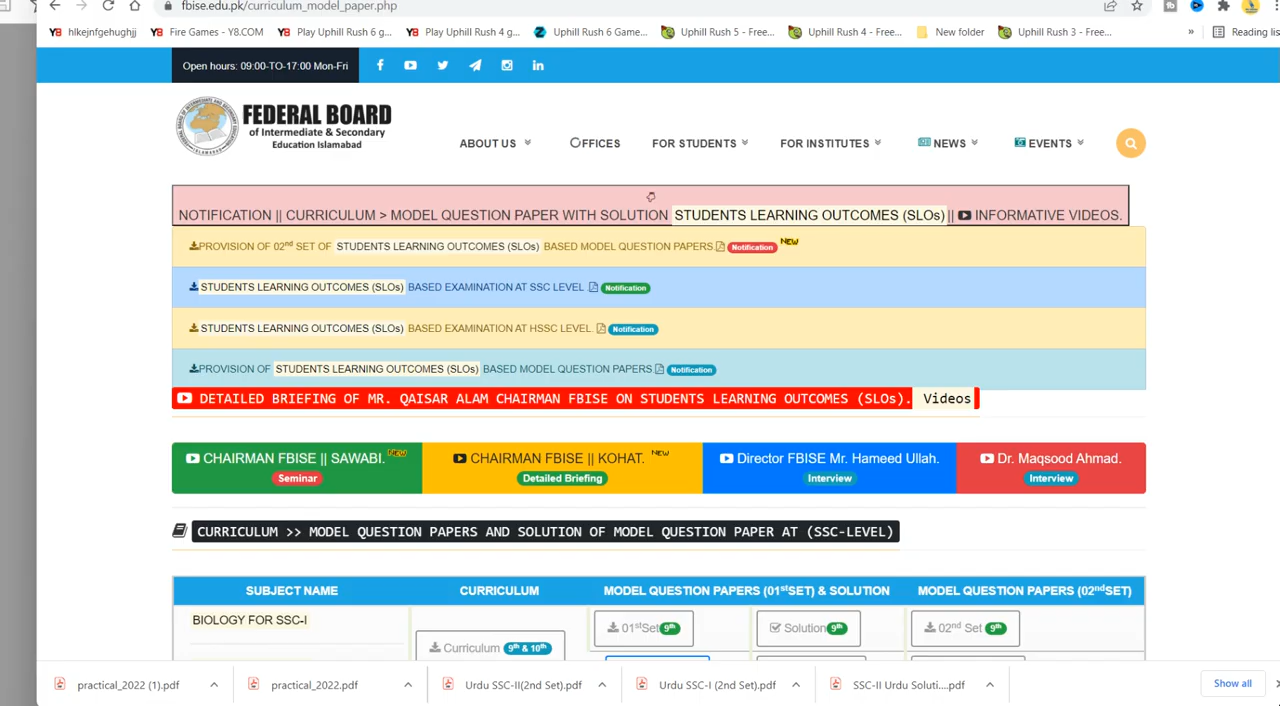 fbise.edu.pk/curriculum_model_paper.php
hlkejnfgehughjj Fire Games - Y8.COM Play Uphill Rush 6 g... Play Uphill Rush 4 g... Uphill Rush 6 Game... Uphill Rush 5 - Free... Uphill Rush 4 - Free... New folder Uphill Rush 3 - Free... » Reading lis
Open hours: 09:00-TO-17:00 Mon-Fri
FEDERAL BOARD
of Intermediate & Secondary
Education Islamabad
ABOUT US OFFICES FOR STUDENTS FOR INSTITUTES NEWS EVENTS
NOTIFICATION || CURRICULUM > MODEL QUESTION PAPER WITH SOLUTION STUDENTS LEARNING OUTCOMES (SLOs) || INFORMATIVE VIDEOS.
PROVISION OF 02nd SET OF STUDENTS LEARNING OUTCOMES (SLOs) BASED MODEL QUESTION PAPERS. Notification NEW
STUDENTS LEARNING OUTCOMES (SLOs) BASED EXAMINATION AT SSC LEVEL Notification
STUDENTS LEARNING OUTCOMES (SLOs) BASED EXAMINATION AT HSSC LEVEL. Notification
PROVISION OF STUDENTS LEARNING OUTCOMES (SLOs) BASED MODEL QUESTION PAPERS. Notification
DETAILED BRIEFING OF MR. QAISAR ALAM CHAIRMAN FBISE ON STUDENTS LEARNING OUTCOMES (SLOs). Videos
CHAIRMAN FBISE || SAWABI. NEW CHAIRMAN FBISE || KOHAT. NEW Director FBISE Mr. Hameed Ullah. Dr. Maqsood Ahmad.
Seminar Detailed Briefing Interview Interview
CURRICULUM >> MODEL QUESTION PAPERS AND SOLUTION OF MODEL QUESTION PAPER AT (SSC-LEVEL)
SUBJECT NAME CURRICULUM MODEL QUESTION PAPERS (01stSET) & SOLUTION MODEL QUESTION PAPERS (02ndSET)
BIOLOGY FOR SSC-I 01stSet 9th Solution 9th 02nd Set 9th
Curriculum 9th & 10th
practical_2022 (1).pdf practical_2022.pdf Urdu SSC-II(2nd Set).pdf Urdu SSC-I (2nd Set).pdf SSC-II Urdu Soluti....pdf Show all